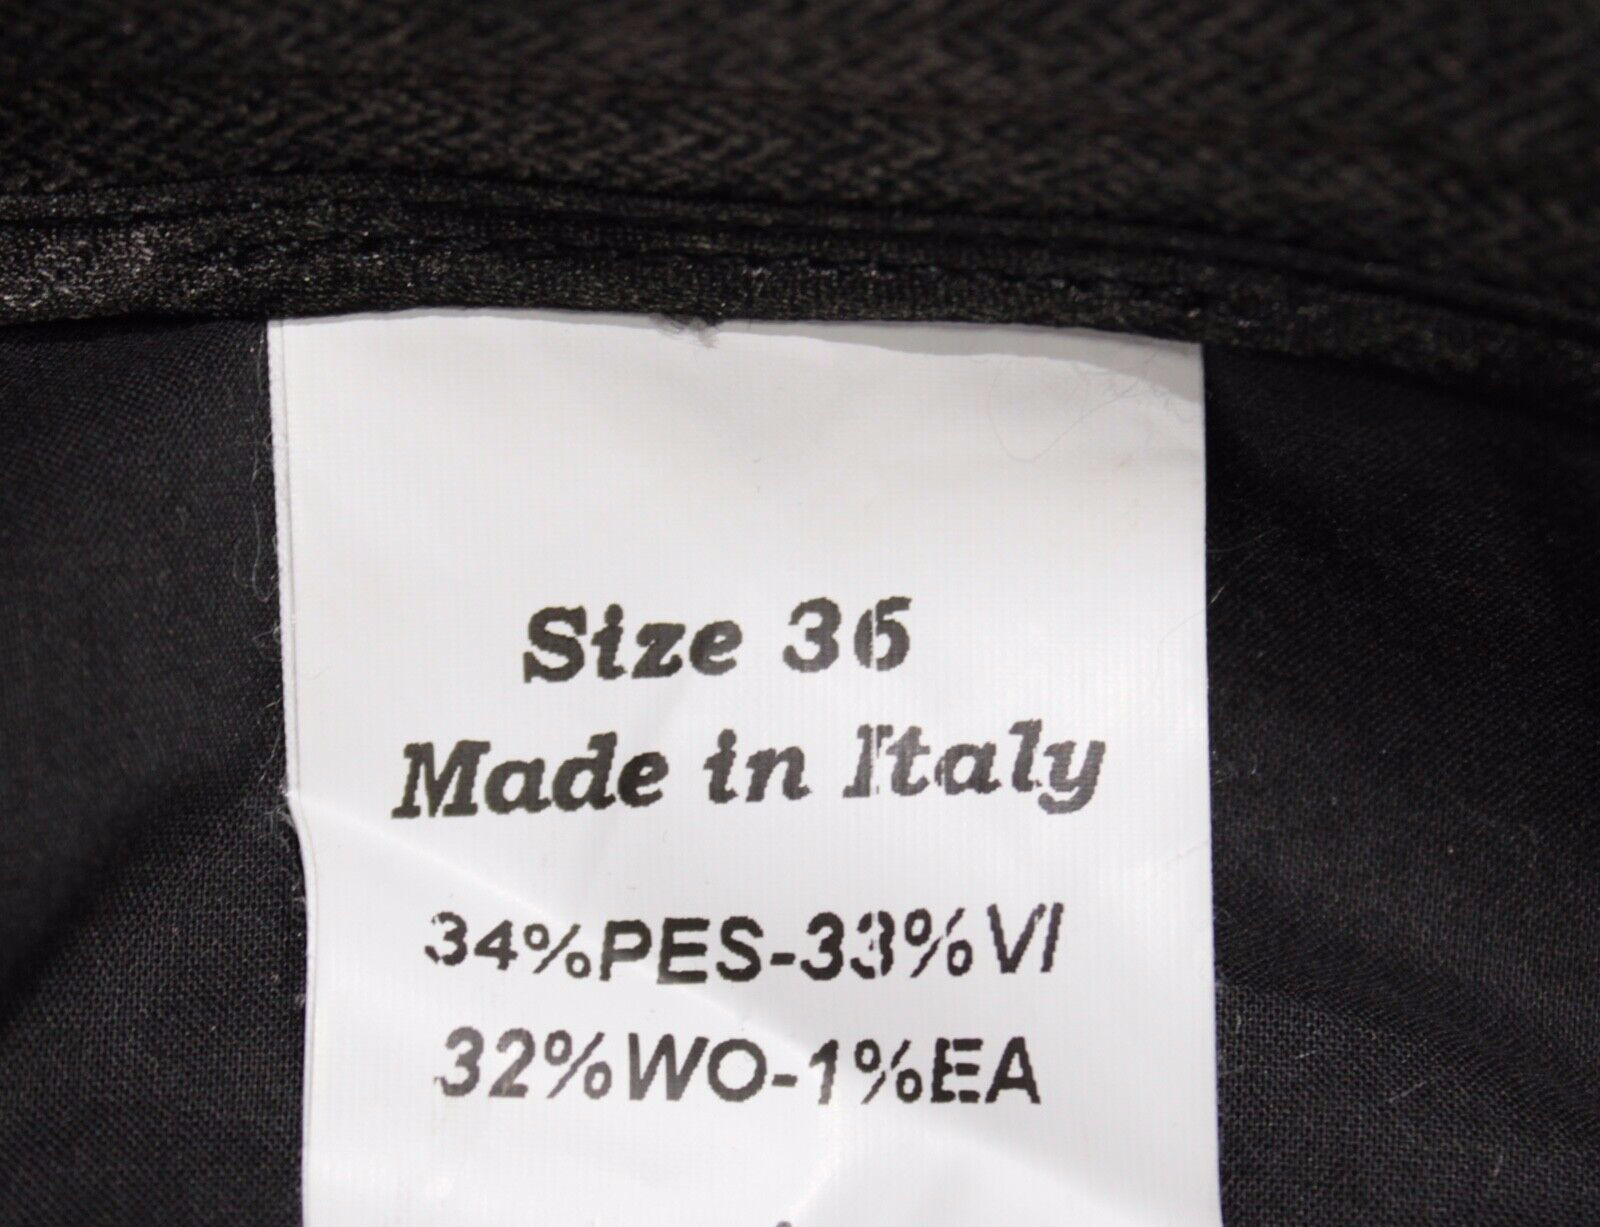 Size 36
Made in Italy
34%PES-33%VI
32%WO-1%EA